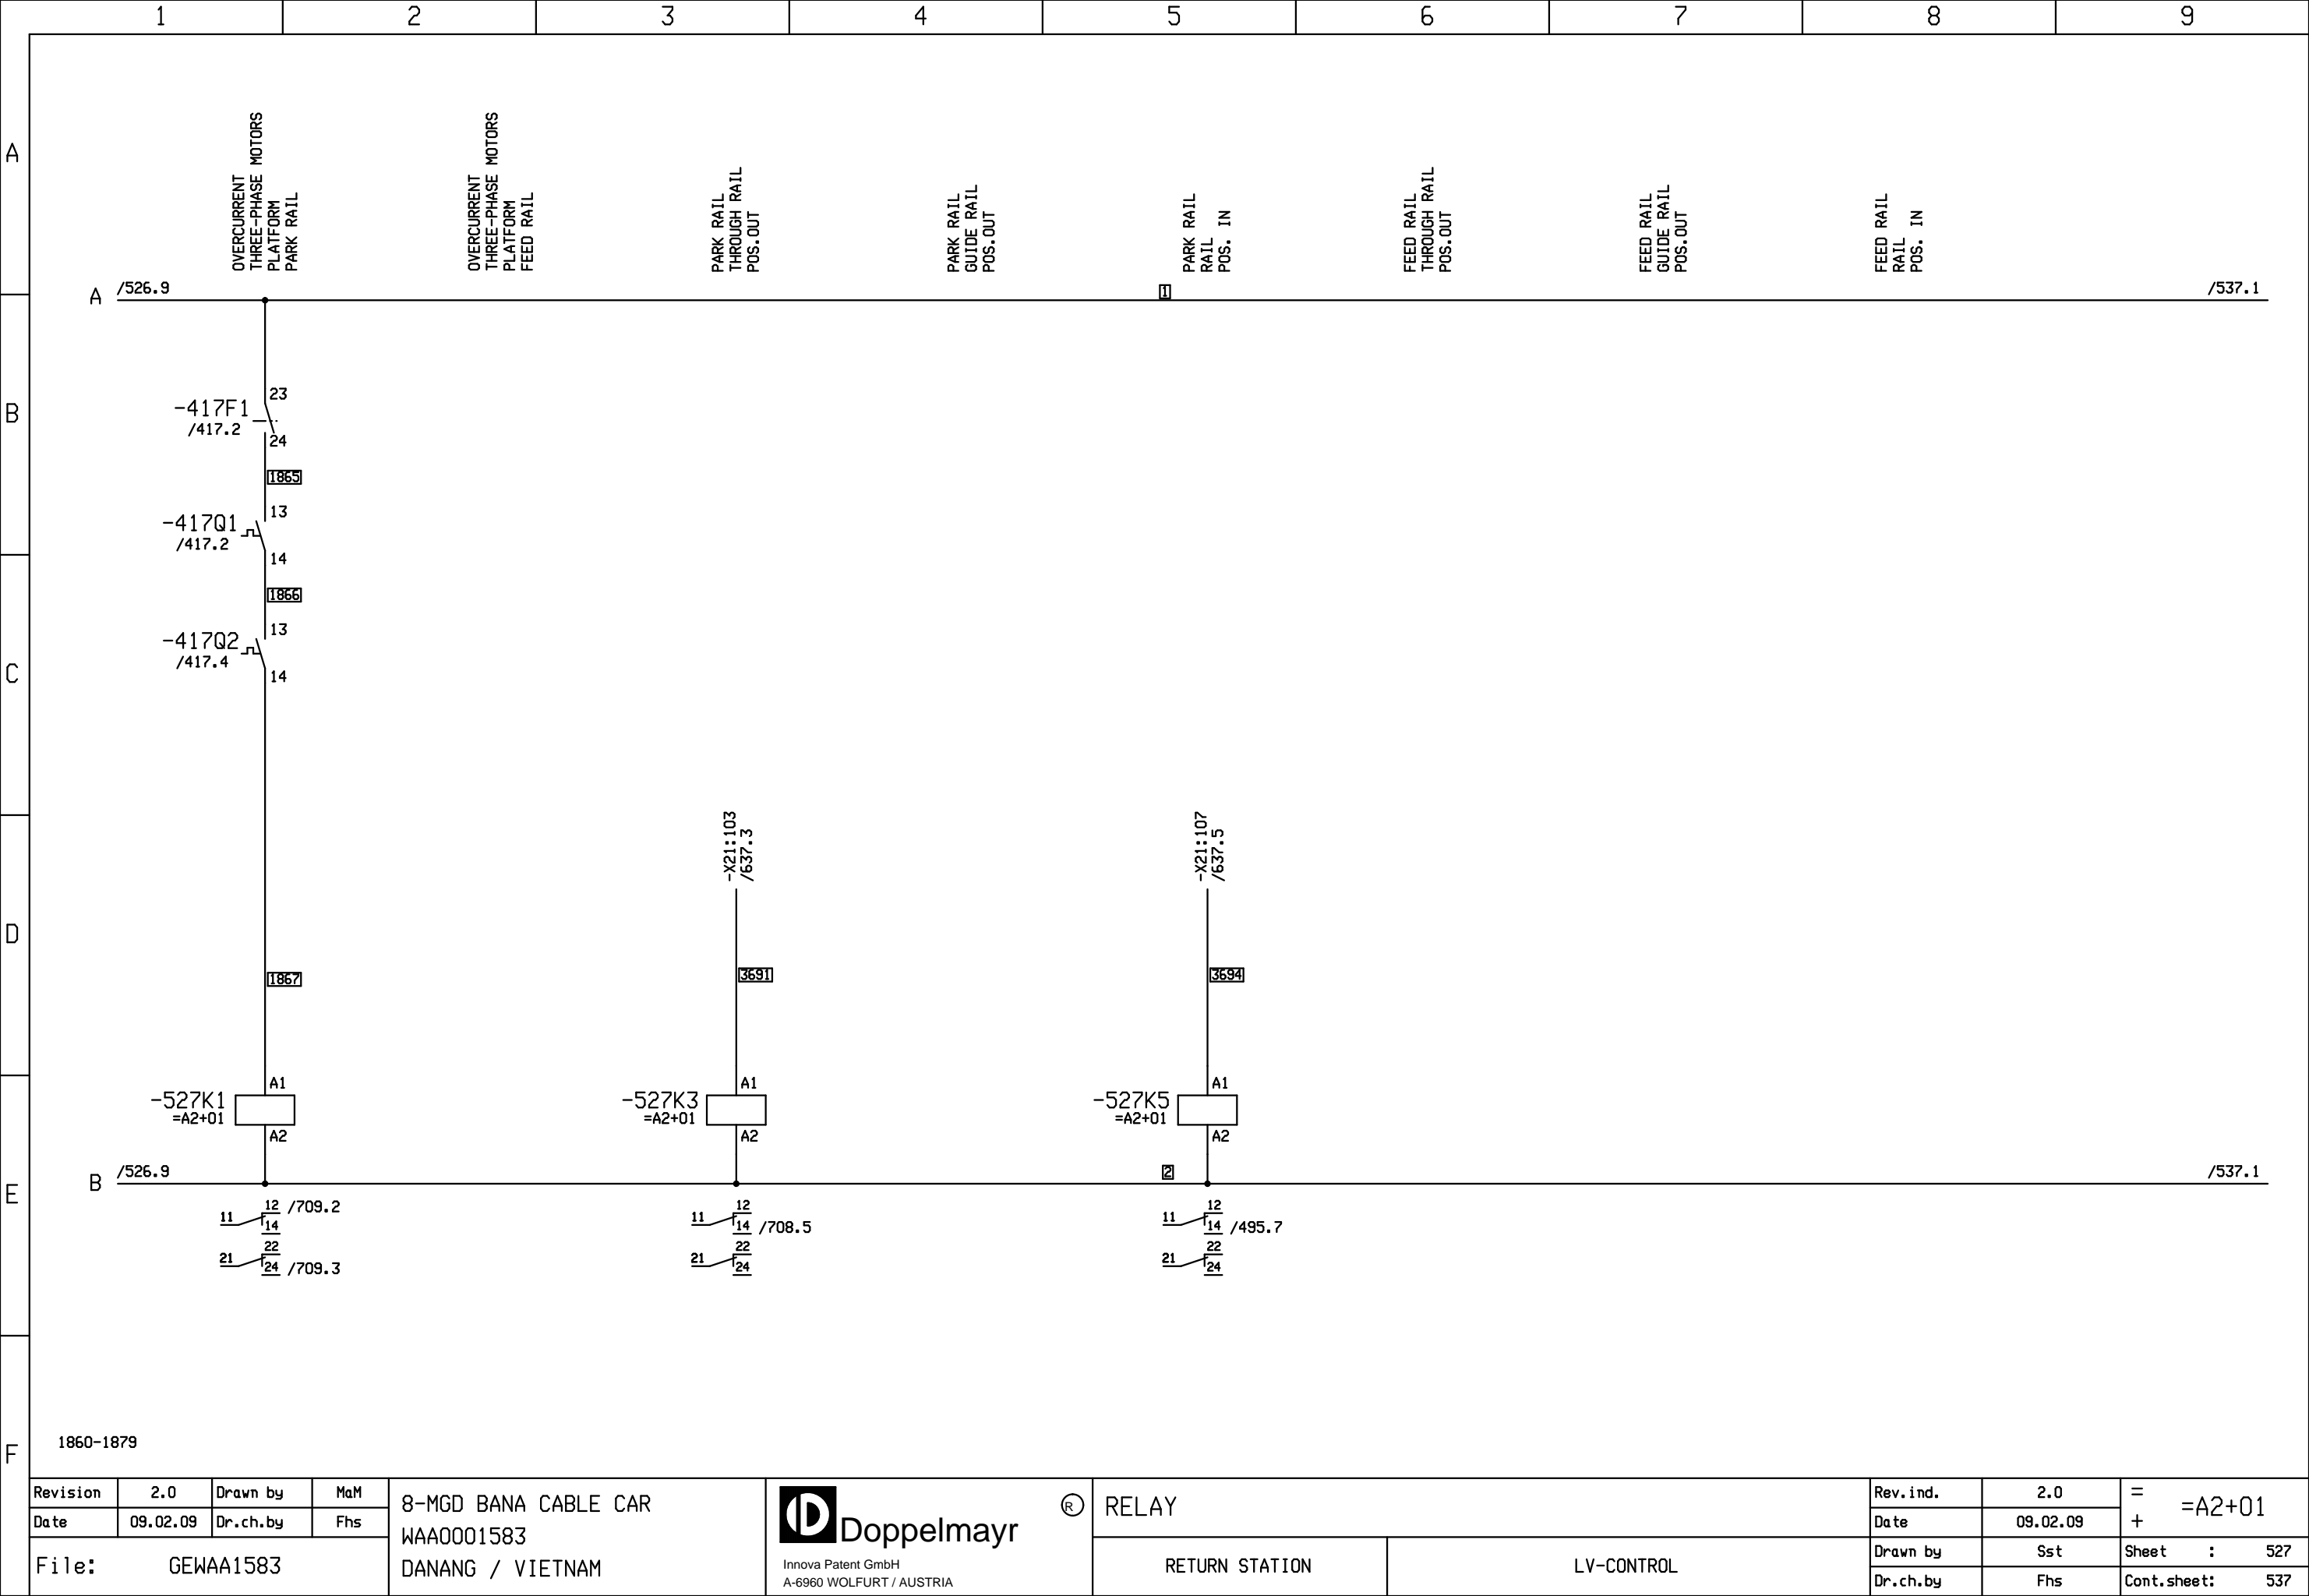 1 2 3 4 5 6 7 8 9
A
B
C
D
E
F
OVERCURRENT
THREE-PHASE MOTORS
PLATFORM
PARK RAIL
OVERCURRENT
THREE-PHASE MOTORS
PLATFORM
FEED RAIL
PARK RAIL
THROUGH RAIL
POS.OUT
PARK RAIL
GUIDE RAIL
POS.OUT
PARK RAIL
RAIL
POS. IN
FEED RAIL
THROUGH RAIL
POS.OUT
FEED RAIL
GUIDE RAIL
POS.OUT
FEED RAIL
RAIL
POS. IN
A /526.9 1 /537.1
23
-417F1
/417.2
24
1865
13
-417Q1
/417.2
14
1866
13
-417Q2
/417.4
14
-X21:103
/637.3
-X21:107
/637.5
1867 3691 3694
A1 A1 A1
-527K1 -527K3 -527K5
=A2+01 =A2+01 =A2+01
A2 A2 A2
B /526.9 2 /537.1
12 /709.2 12 12
11 14 11 14 /708.5 11 14 /495.7
22 22 22
21 24 /709.3 21 24 21 24
1860-1879
Revision 2.0 Drawn by MaM
Date 09.02.09 Dr.ch.by Fhs
File: GEWAA1583
8-MGD BANA CABLE CAR
WAA0001583
DANANG / VIETNAM
Doppelmayr ®
Innova Patent GmbH
A-6960 WOLFURT / AUSTRIA
RELAY
RETURN STATION LV-CONTROL
Rev.ind. 2.0
Date 09.02.09
Drawn by Sst
Dr.ch.by Fhs
= =A2+01
+
Sheet : 527
Cont.sheet: 537